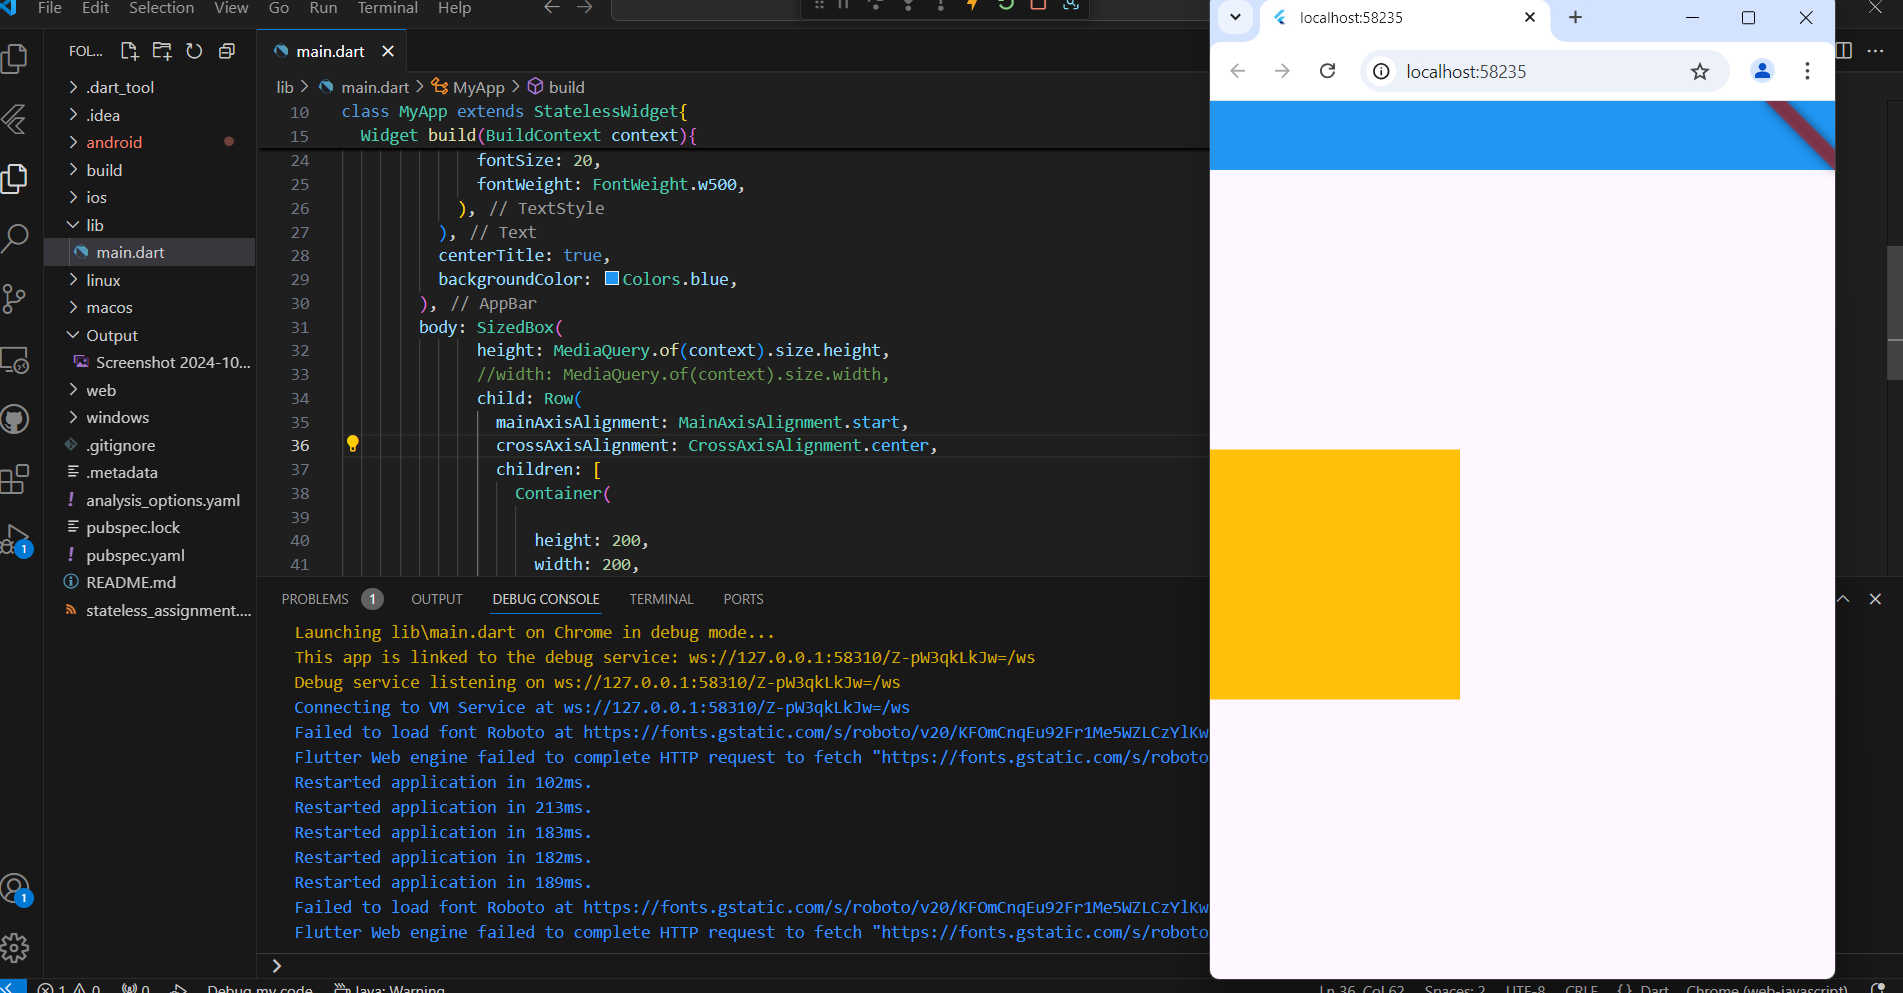 File Edit Selection View Go Run Terminal Help
FOL...
.dart_tool
.idea
android
build
ios
lib
main.dart
linux
macos
Output
Screenshot 2024-10...
web
windows
.gitignore
.metadata
analysis_options.yaml
pubspec.lock
pubspec.yaml
README.md
stateless_assignment....
1
1
main.dart
lib > main.dart > MyApp > build
10 class MyApp extends StatelessWidget{
15 Widget build(BuildContext context){
24 fontSize: 20,
25 fontWeight: FontWeight.w500,
26 ), // TextStyle
27 ), // Text
28 centerTitle: true,
29 backgroundColor: Colors.blue,
30 ), // AppBar
31 body: SizedBox(
32 height: MediaQuery.of(context).size.height,
33 //width: MediaQuery.of(context).size.width,
34 child: Row(
35 mainAxisAlignment: MainAxisAlignment.start,
36 crossAxisAlignment: CrossAxisAlignment.center,
37 children: [
38 Container(
39
40 height: 200,
41 width: 200,
PROBLEMS 1 OUTPUT DEBUG CONSOLE TERMINAL PORTS
Launching lib\main.dart on Chrome in debug mode...
This app is linked to the debug service: ws://127.0.0.1:58310/Z-pW3qkLkJw=/ws
Debug service listening on ws://127.0.0.1:58310/Z-pW3qkLkJw=/ws
Connecting to VM Service at ws://127.0.0.1:58310/Z-pW3qkLkJw=/ws
Failed to load font Roboto at https://fonts.gstatic.com/s/roboto/v20/KFOmCnqEu92Fr1Me5WZLCzYlKw
Flutter Web engine failed to complete HTTP request to fetch "https://fonts.gstatic.com/s/roboto
Restarted application in 102ms.
Restarted application in 213ms.
Restarted application in 183ms.
Restarted application in 182ms.
Restarted application in 189ms.
Failed to load font Roboto at https://fonts.gstatic.com/s/roboto/v20/KFOmCnqEu92Fr1Me5WZLCzYlKw
Flutter Web engine failed to complete HTTP request to fetch "https://fonts.gstatic.com/s/roboto
localhost:58235
localhost:58235
1 0 0 Debug my code Java: Warning Ln 36, Col 62 Spaces: 2 UTF-8 CRLF {} Dart Chrome (web-javascript)